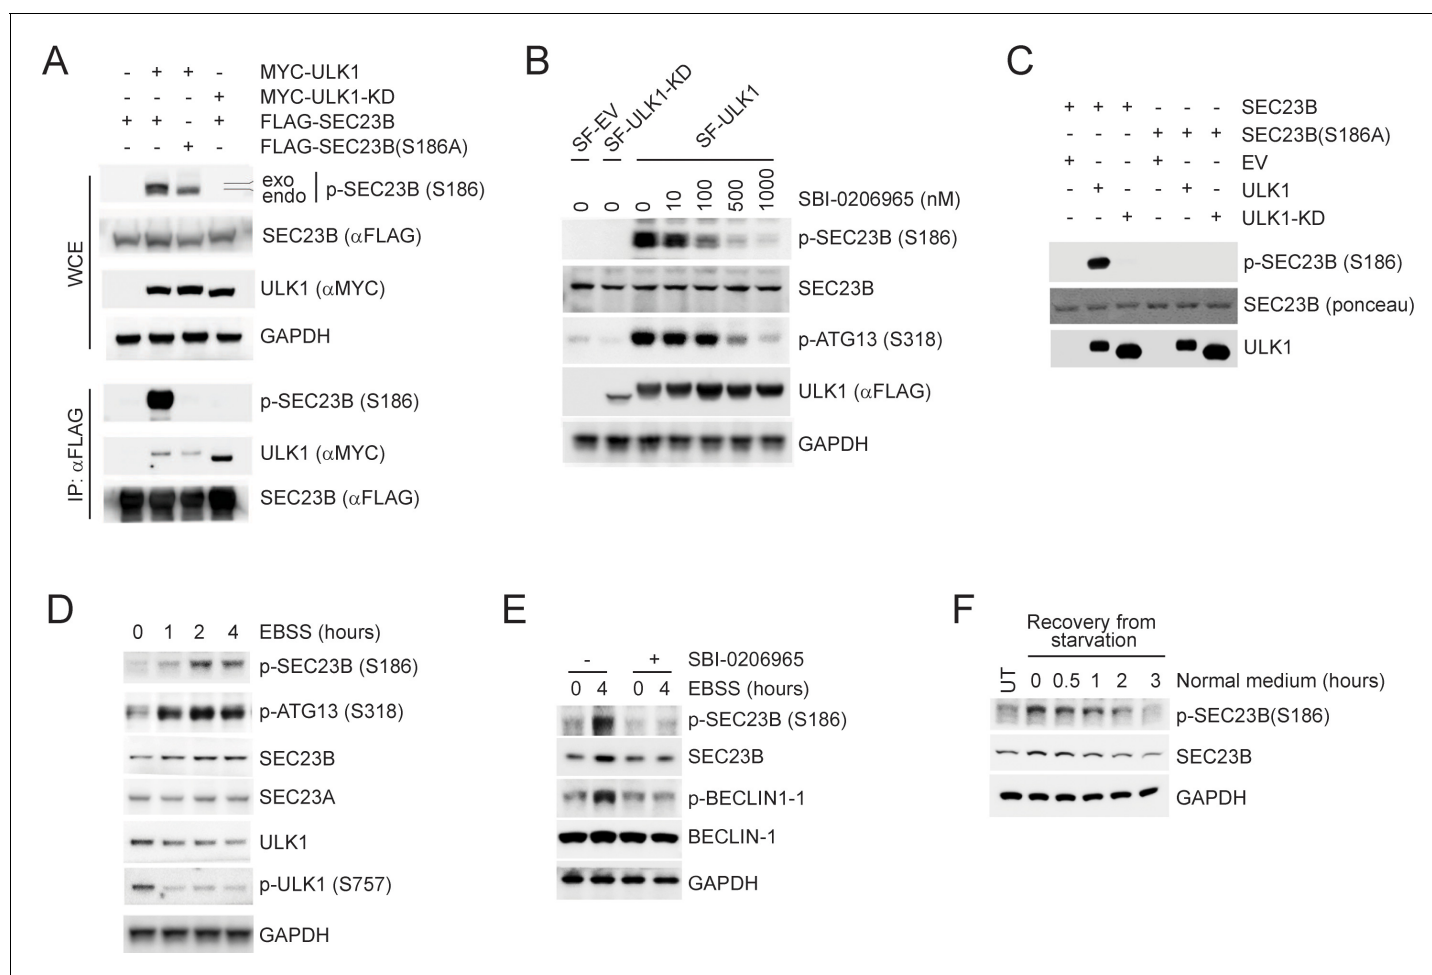 A
- + + - MYC-ULK1
- - - + MYC-ULK1-KD
+ + - + FLAG-SEC23B
- - + - FLAG-SEC23B(S186A)
WCE
exo
endo
p-SEC23B (S186)
SEC23B (αFLAG)
ULK1 (αMYC)
GAPDH
IP: αFLAG
p-SEC23B (S186)
ULK1 (αMYC)
SEC23B (αFLAG)
B
SF-EV
SF-ULK1-KD
SF-ULK1
0 0 0 10 100 500 1000 SBI-0206965 (nM)
p-SEC23B (S186)
SEC23B
p-ATG13 (S318)
ULK1 (αFLAG)
GAPDH
C
+ + + - - - SEC23B
- - - + + + SEC23B(S186A)
+ - - + - - EV
- + - - + - ULK1
- - + - - + ULK1-KD
p-SEC23B (S186)
SEC23B (ponceau)
ULK1
D
0 1 2 4 EBSS (hours)
p-SEC23B (S186)
p-ATG13 (S318)
SEC23B
SEC23A
ULK1
p-ULK1 (S757)
GAPDH
E
- + SBI-0206965
0 4 0 4 EBSS (hours)
p-SEC23B (S186)
SEC23B
p-BECLIN1-1
BECLIN-1
GAPDH
F
Recovery from
starvation
UT 0 0.5 1 2 3 Normal medium (hours)
p-SEC23B(S186)
SEC23B
GAPDH